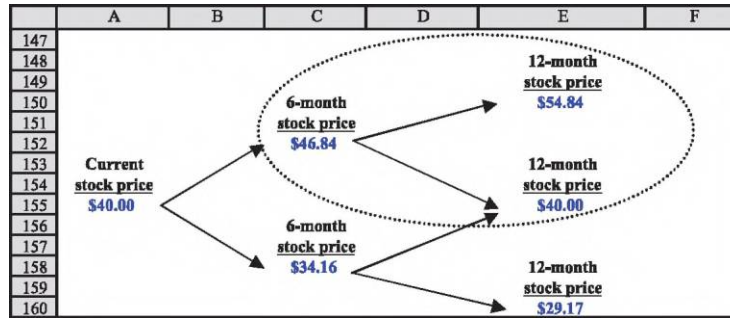 A B C D E F
147
148 12-month
149 stock price
150 6-month $54.84
151 stock price
152 $46.84
153 Current 12-month
154 stock price stock price
155 $40.00 $40.00
156 6-month
157 stock price
158 $34.16 12-month
159 stock price
160 $29.17